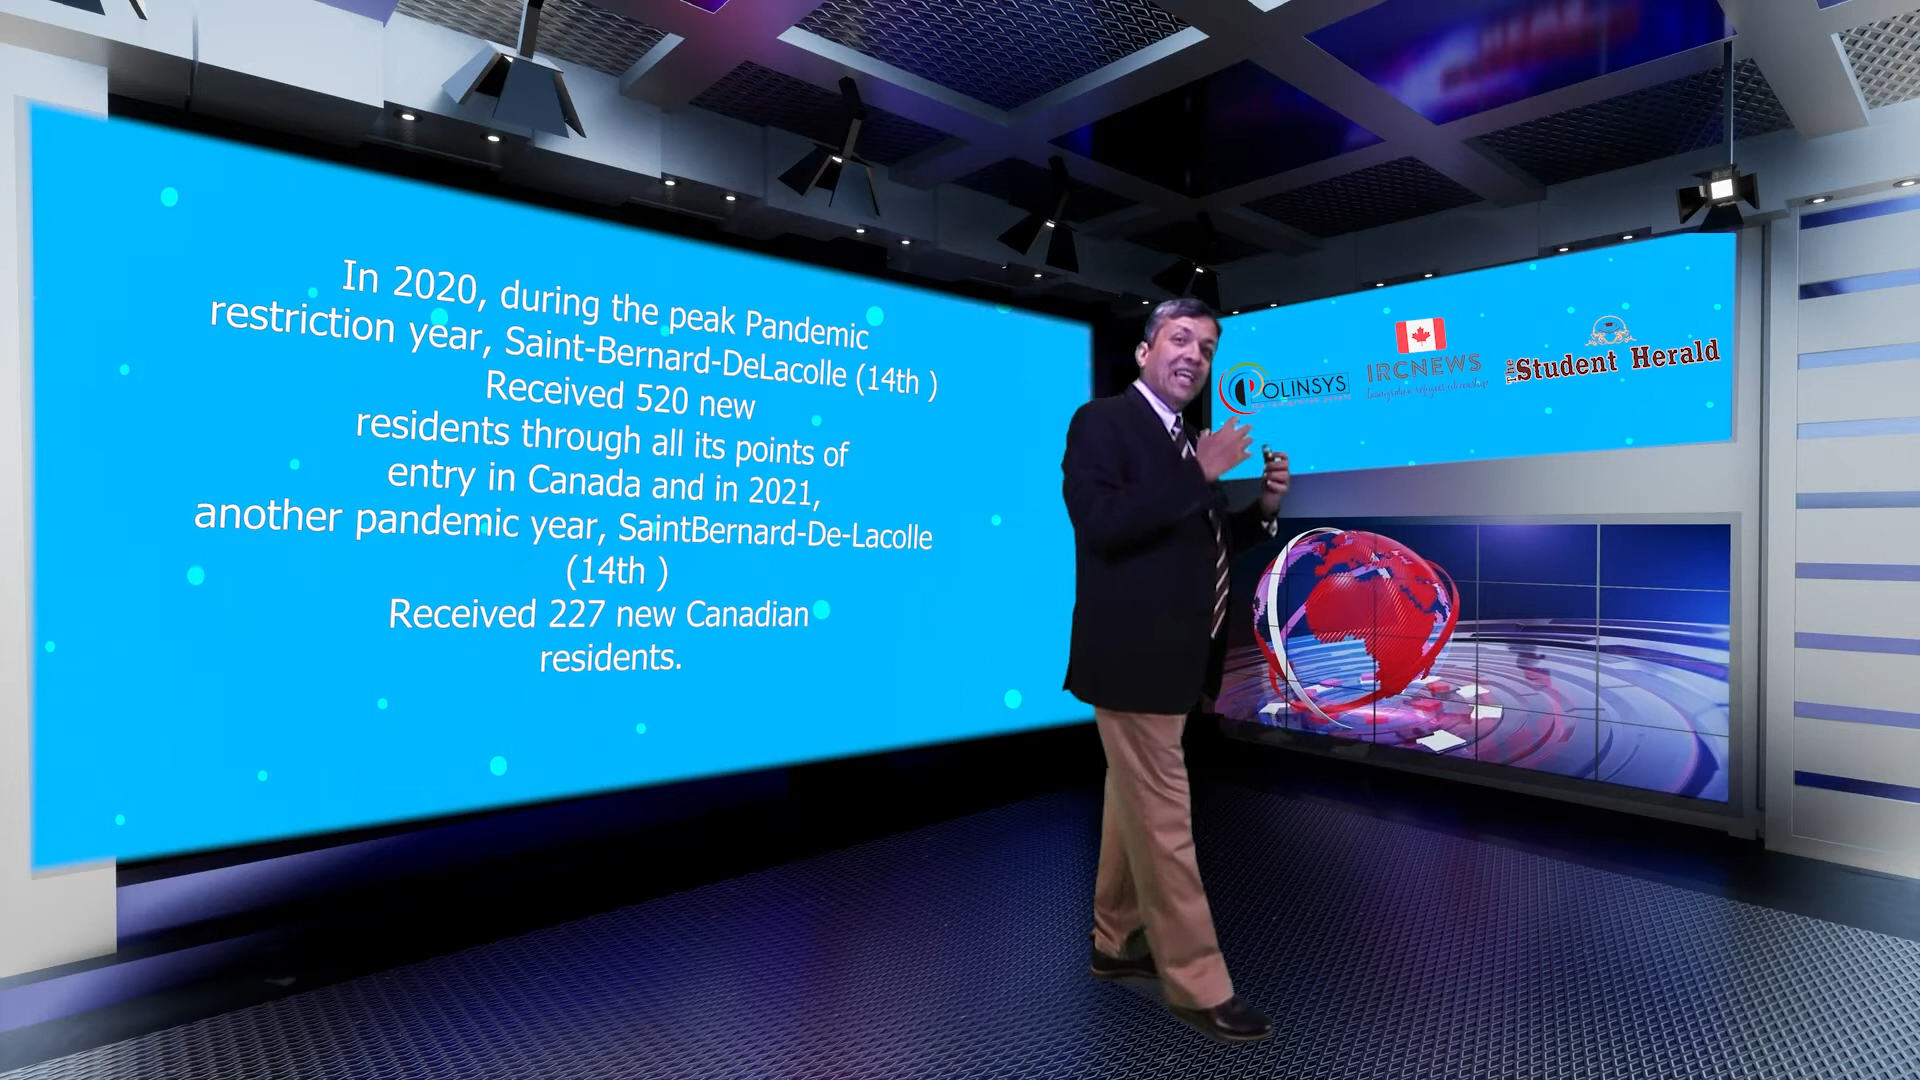 In 2020, during the peak Pandemic
restriction year, Saint-Bernard-DeLacolle (14th )
Received 520 new
residents through all its points of
entry in Canada and in 2021,
another pandemic year, SaintBernard-De-Lacolle
(14th )
Received 227 new Canadian
residents.
POLINSYS
IRCNEWS
The Student Herald